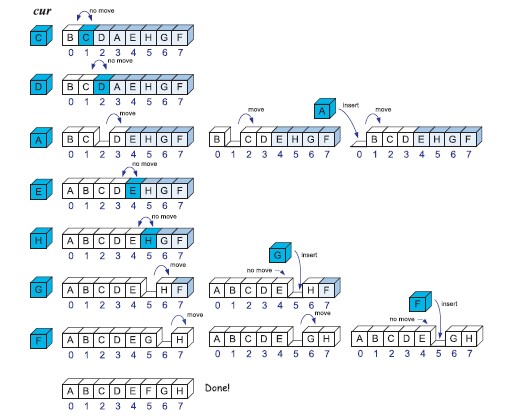 cur
no move
C B C D A E H G F
0 1 2 3 4 5 6 7
no move
D B C D A E H G F
0 1 2 3 4 5 6 7
move move A insert move
A B C D E H G F B C D E H G F B C D E H G F
0 1 2 3 4 5 6 7 0 1 2 3 4 5 6 7 0 1 2 3 4 5 6 7
no move
E A B C D E H G F
0 1 2 3 4 5 6 7
no move
H A B C D E H G F
0 1 2 3 4 5 6 7
G insert
move no move
G A B C D E H F A B C D E H F
0 1 2 3 4 5 6 7 0 1 2 3 4 5 6 7
F insert
move move no move
F A B C D E G H A B C D E G H A B C D E G H
0 1 2 3 4 5 6 7 0 1 2 3 4 5 6 7 0 1 2 3 4 5 6 7
A B C D E F G H Done!
0 1 2 3 4 5 6 7